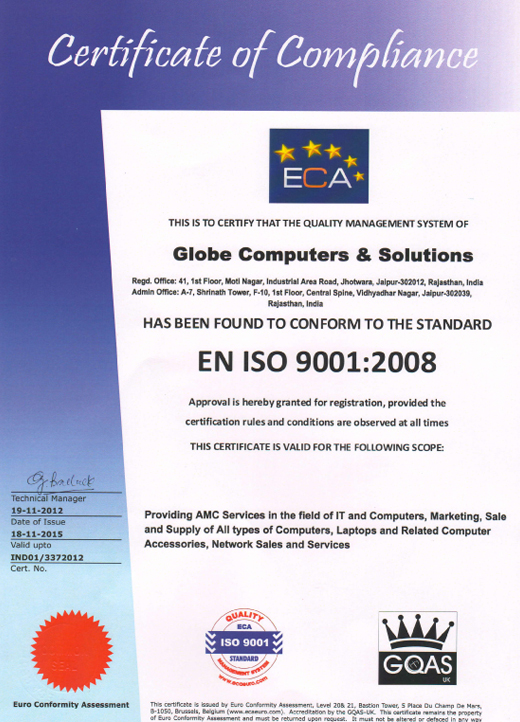 Certificate of Compliance
ECA
THIS IS TO CERTIFY THAT THE QUALITY MANAGEMENT SYSTEM OF
Globe Computers & Solutions
Regd. Office: 41, 1st Floor, Moti Nagar, Industrial Area Road, Jhotwara, Jaipur-302012, Rajasthan, India
Admin Office: A-7, Shrinath Tower, F-10, 1st Floor, Central Spine, Vidhyadhar Nagar, Jaipur-302039,
Rajasthan, India
HAS BEEN FOUND TO CONFORM TO THE STANDARD
EN ISO 9001:2008
Approval is hereby granted for registration, provided the
certification rules and conditions are observed at all times
THIS CERTIFICATE IS VALID FOR THE FOLLOWING SCOPE:
Technical Manager
19-11-2012
Date of Issue
18-11-2015
Valid upto
IND01/3372012
Cert. No.
Providing AMC Services in the field of IT and Computers, Marketing, Sale
and Supply of All types of Computers, Laptops and Related Computer
Accessories, Network Sales and Services
QUALITY
ECA
ISO 9001
STANDARD
MANAGEMENT SYSTEM
www.ecaeuro.com
GQAS
UK
Euro Conformity Assessment
This certificate is issued by Euro Conformity Assessment, Level 20& 21, Bastion Tower, 5 Place Du Champ De Mars,
B-1050, Brussels, Belgium (www.ecaeuro.com). Accreditation by the GQAS-UK. This certificate remains the property
of Euro Conformity Assessment and must be returned upon request. It must not be altered or defaced in any way